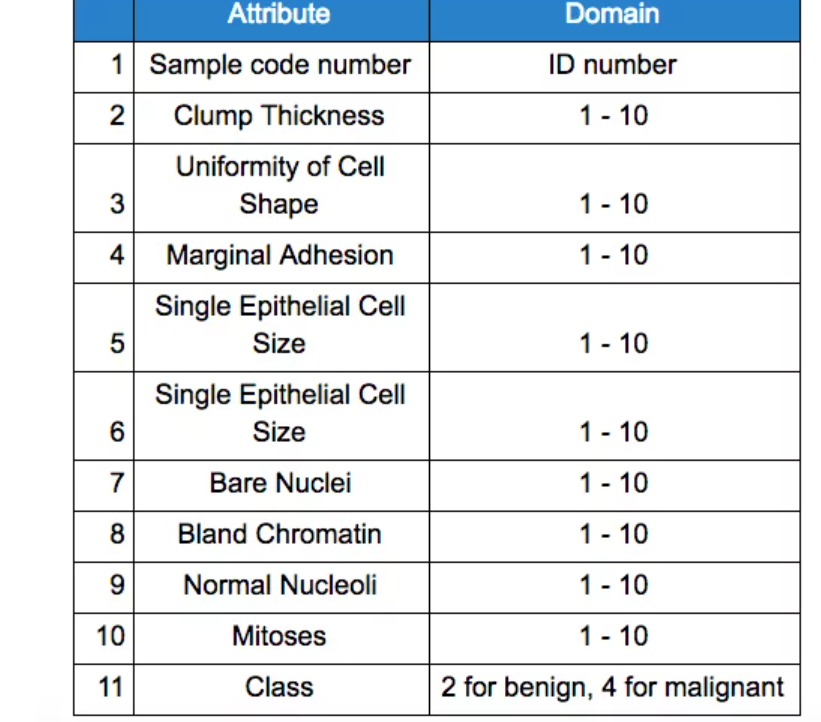 Attribute Domain
1 Sample code number ID number
2 Clump Thickness 1 - 10
Uniformity of Cell
3 Shape 1 - 10
4 Marginal Adhesion 1 - 10
Single Epithelial Cell
5 Size 1 - 10
Single Epithelial Cell
6 Size 1 - 10
7 Bare Nuclei 1 - 10
8 Bland Chromatin 1 - 10
9 Normal Nucleoli 1 - 10
10 Mitoses 1 - 10
11 Class 2 for benign, 4 for malignant